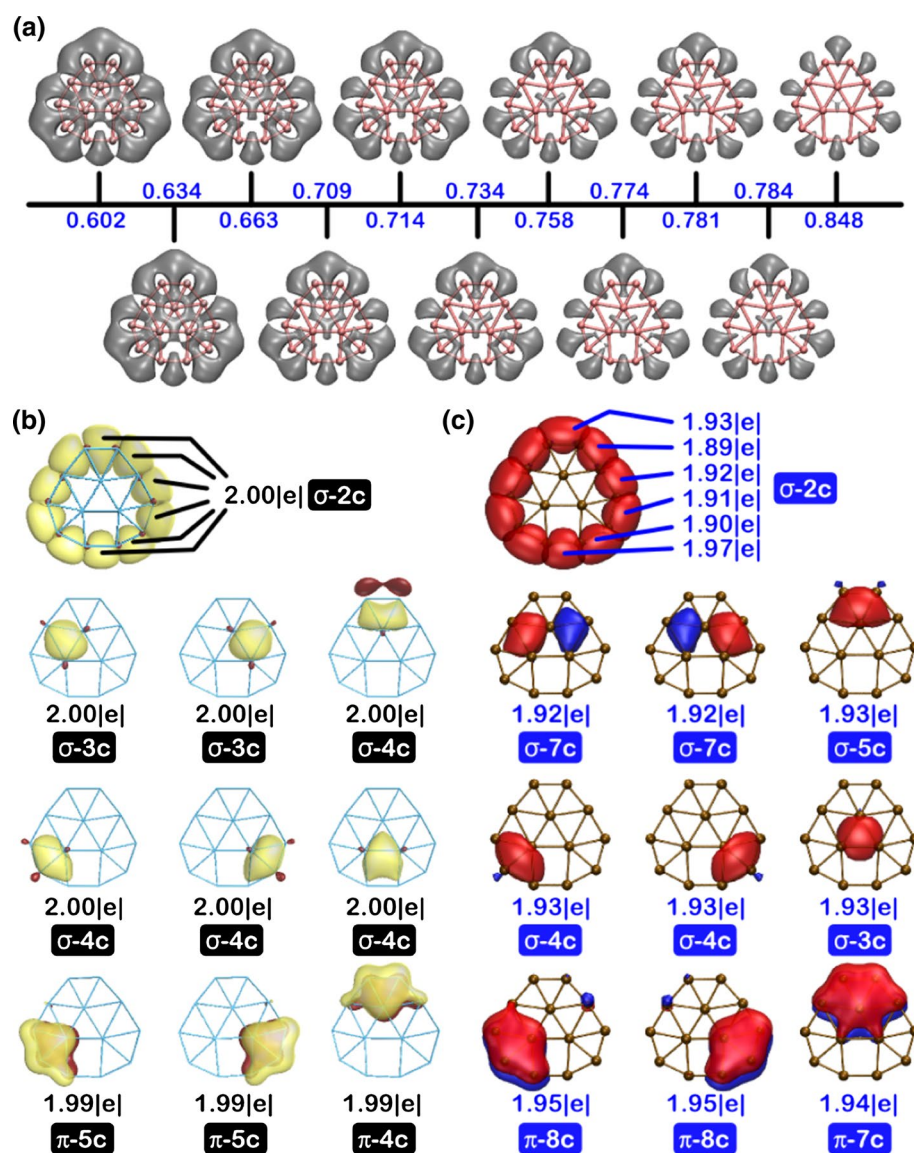 (a)
0.634 0.709 0.734 0.774 0.784
0.602 0.663 0.714 0.758 0.781 0.848
(b)
2.00|e| σ-2c
2.00|e| 2.00|e| 2.00|e|
σ-3c σ-3c σ-4c
2.00|e| 2.00|e| 2.00|e|
σ-4c σ-4c σ-4c
1.99|e| 1.99|e| 1.99|e|
π-5c π-5c π-4c
(c)
1.93|e|
1.89|e|
1.92|e|
σ-2c
1.91|e|
1.90|e|
1.97|e|
1.92|e| 1.92|e| 1.93|e|
σ-7c σ-7c σ-5c
1.93|e| 1.93|e| 1.93|e|
σ-4c σ-4c σ-3c
1.95|e| 1.95|e| 1.94|e|
π-8c π-8c π-7c